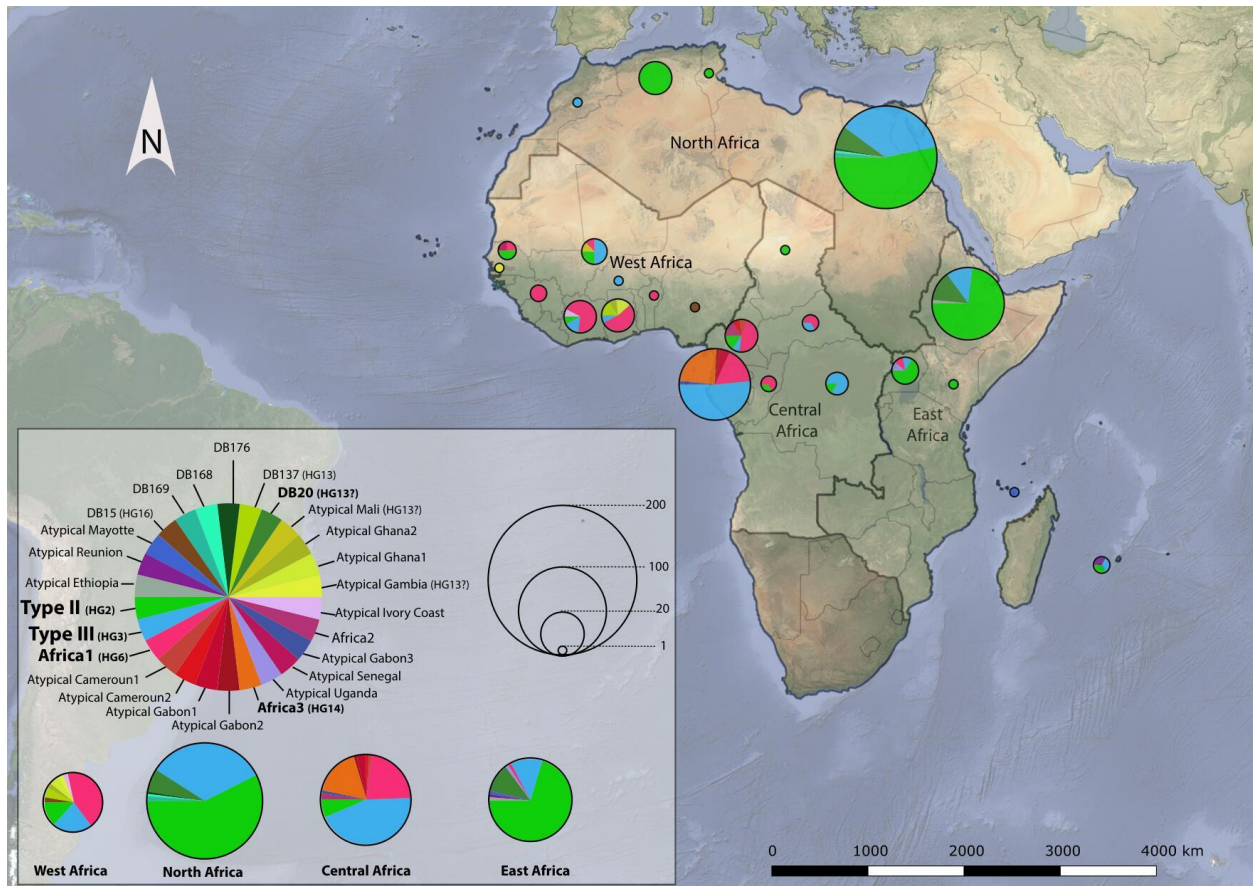 N
North Africa
West Africa
Central
Africa
East
Africa
DB176
DB168
DB137 (HG13)
DB169
DB20 (HG13?)
DB15 (HG16)
Atypical Mali (HG13?)
Atypical Mayotte
Atypical Ghana2
Atypical Reunion
Atypical Ghana1
Atypical Ethiopia
Atypical Gambia (HG13?)
Type II (HG2)
Atypical Ivory Coast
Type III (HG3)
Africa2
Africa1 (HG6)
Atypical Gabon3
Atypical Cameroun1
Atypical Senegal
Atypical Cameroun2
Atypical Uganda
Atypical Gabon1
Africa3 (HG14)
Atypical Gabon2
200
100
20
1
West Africa
North Africa
Central Africa
East Africa
0 1000 2000 3000 4000 km